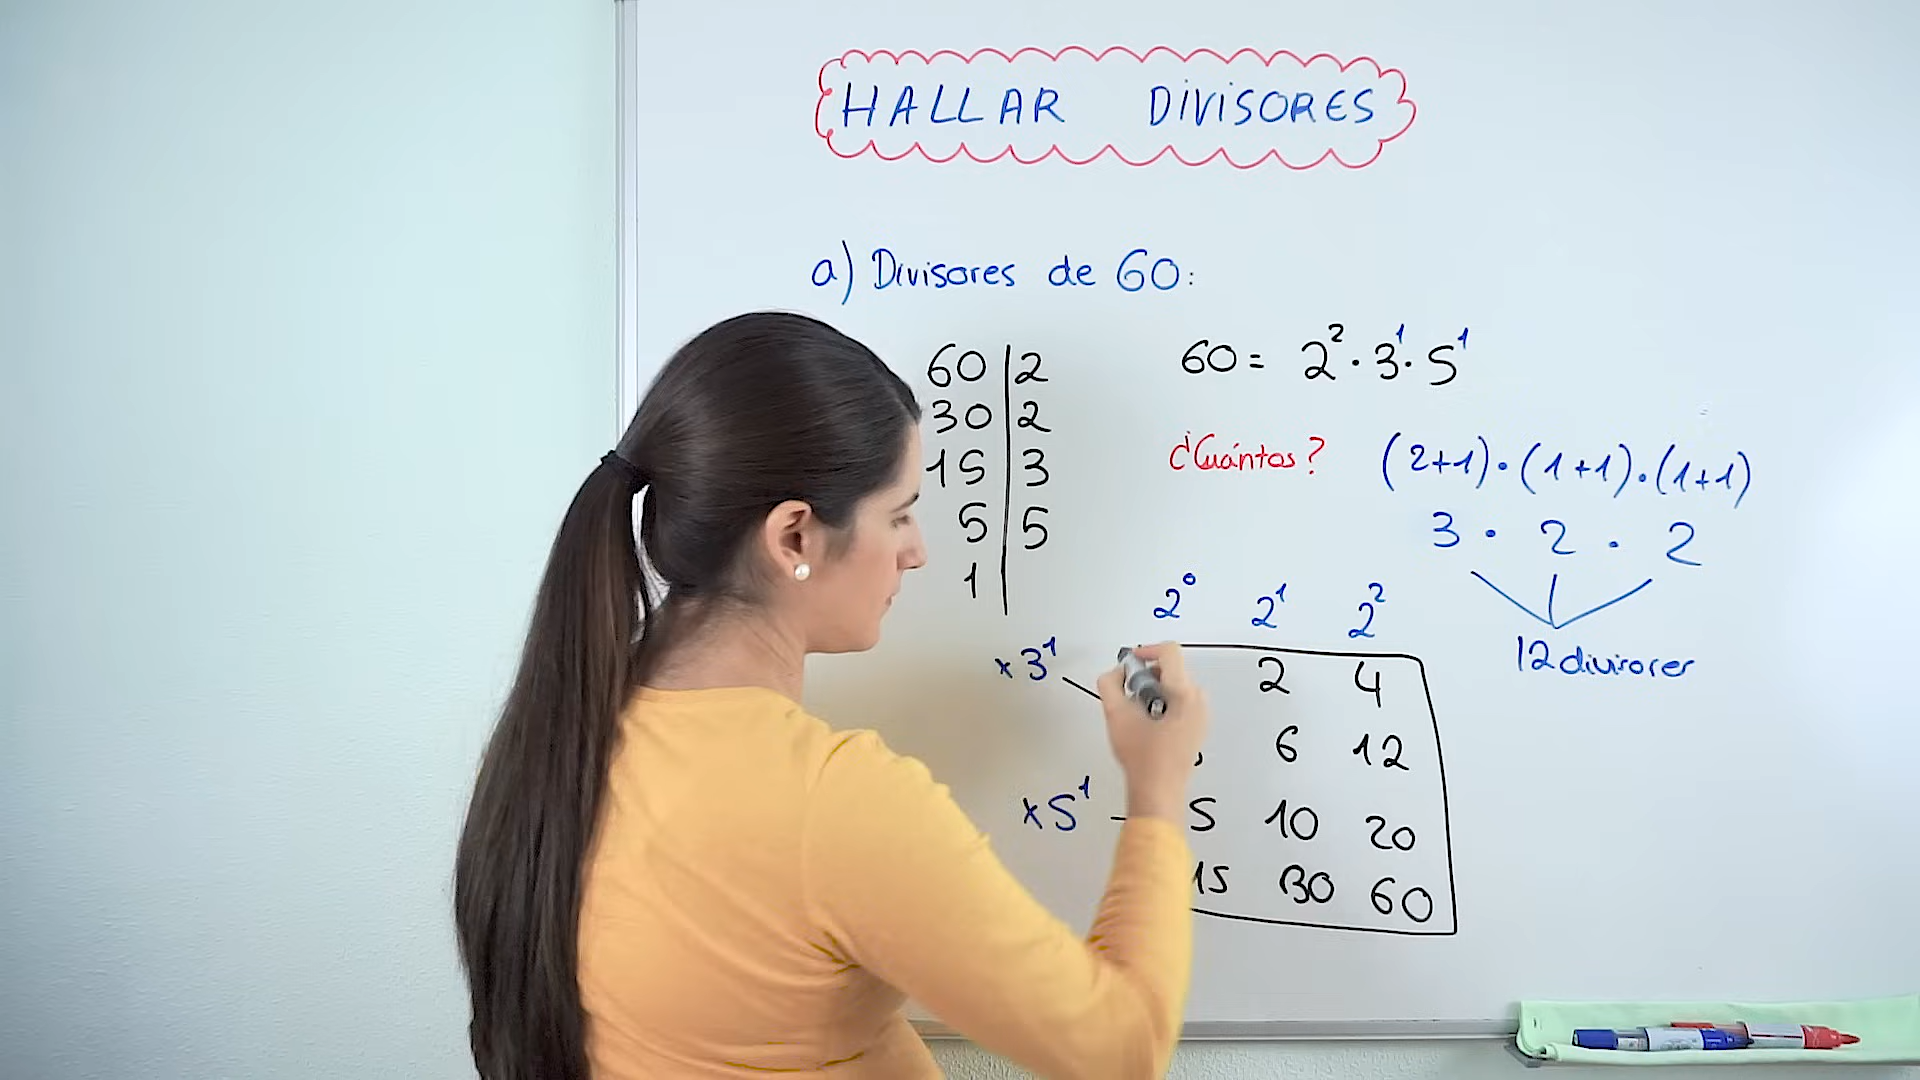 HALLAR DIVISORES
a) Divisores de 60:
60 | 2
30 | 2
15 | 3
5 | 5
1
60 = 2² · 3¹ · 5¹
¿Cuántos? (2+1) · (1+1) · (1+1)
3 · 2 · 2
12 divisores
2⁰ 2¹ 2²
×3¹
2 4
6 12
×5¹
5 10 20
15 30 60